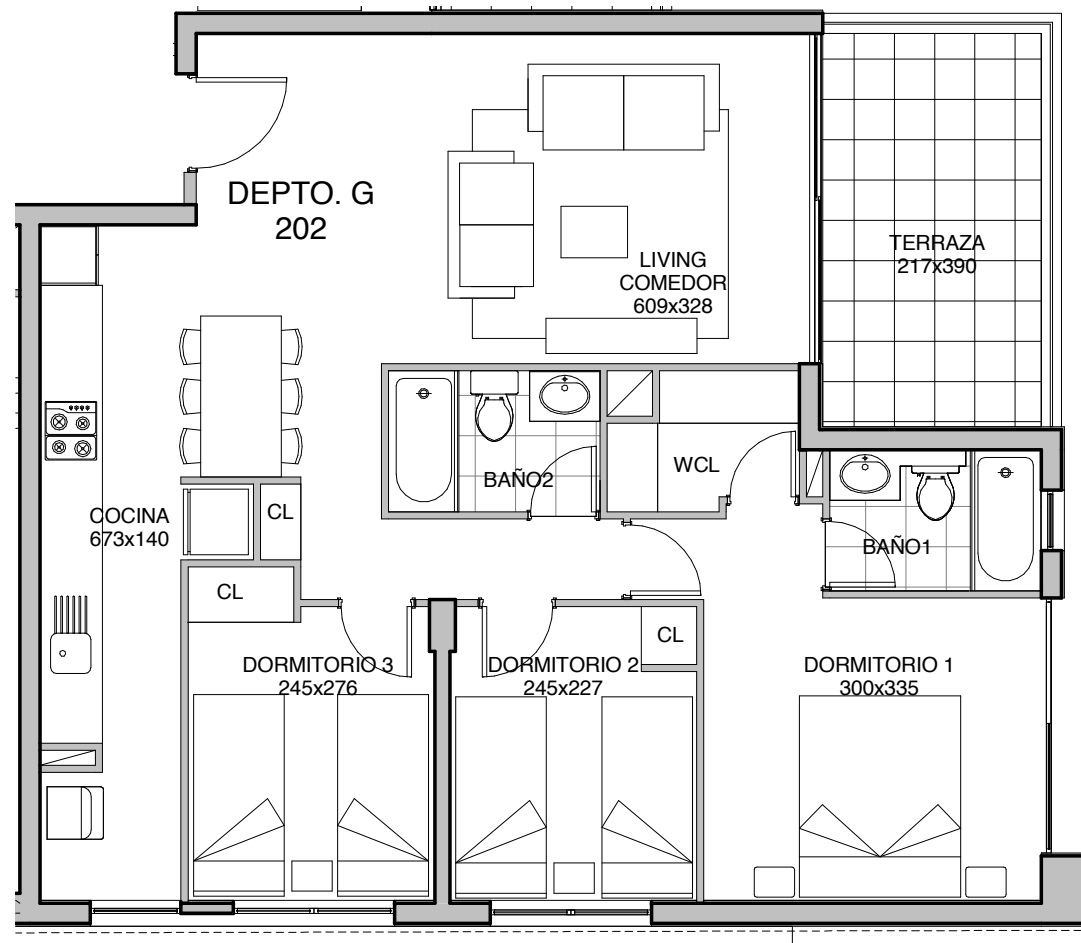 DEPTO. G
202
LIVING
COMEDOR
609x328
TERRAZA
217x390
BAÑO2
WCL
COCINA
673x140
CL
BAÑO1
CL
CL
DORMITORIO 3
245x276
DORMITORIO 2
245x227
DORMITORIO 1
300x335